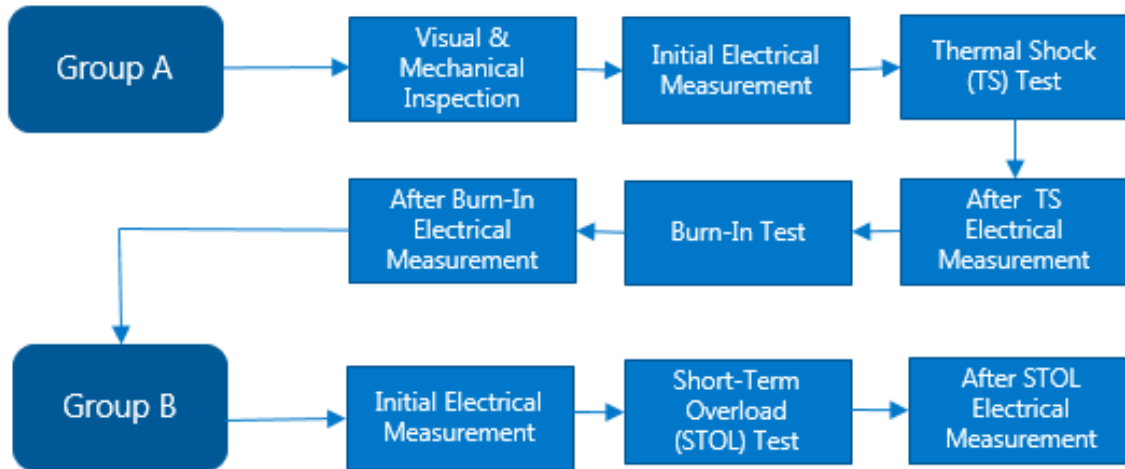 Group A
Visual &
Mechanical
Inspection
Initial Electrical
Measurement
Thermal Shock
(TS) Test
After TS
Electrical
Measurement
Burn-In Test
After Burn-In
Electrical
Measurement
Group B
Initial Electrical
Measurement
Short-Term
Overload
(STOL) Test
After STOL
Electrical
Measurement